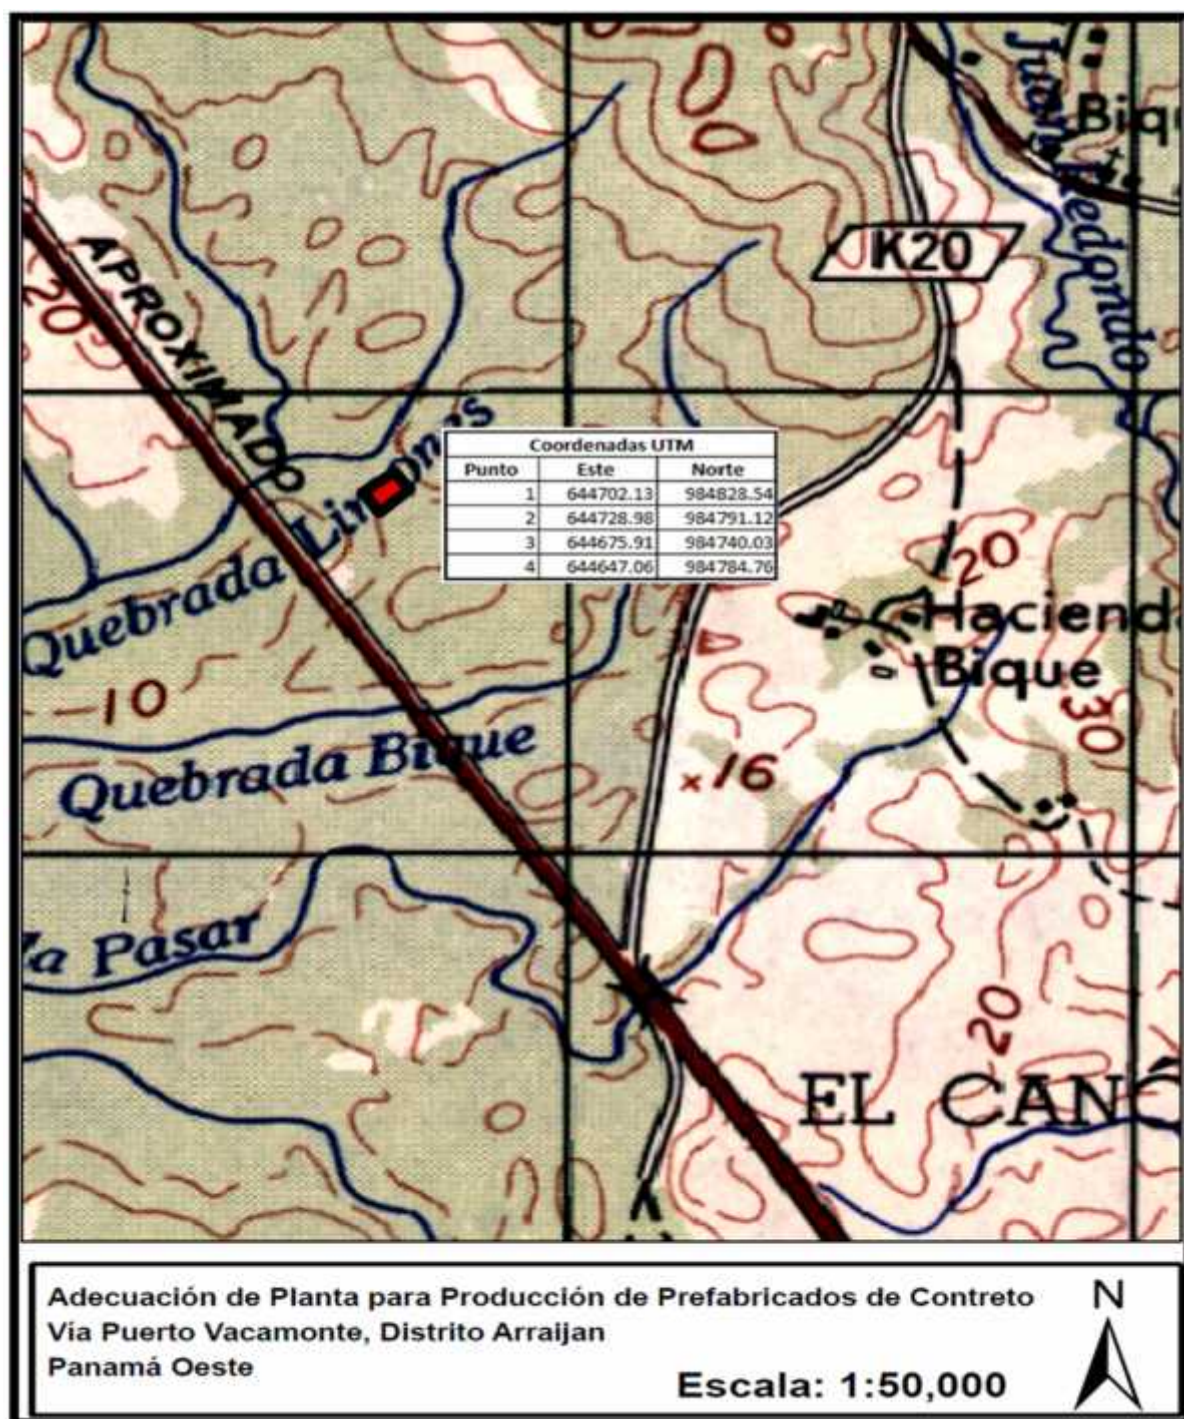 Juan Redondo
Biqu
K20
APROXIMADO
20
Coordenadas UTM
Punto Este Norte
1 644702.13 984828.54
2 644728.98 984791.12
3 644675.91 984740.03
4 644647.06 984784.76
Quebrada
20
Hacienda
Bique
10
30
Quebrada Bique
16
Pasar
20
EL CANO
Adecuación de Planta para Producción de Prefabricados de Contreto
Vía Puerto Vacamonte, Distrito Arraijan
Panamá Oeste
Escala: 1:50,000
N